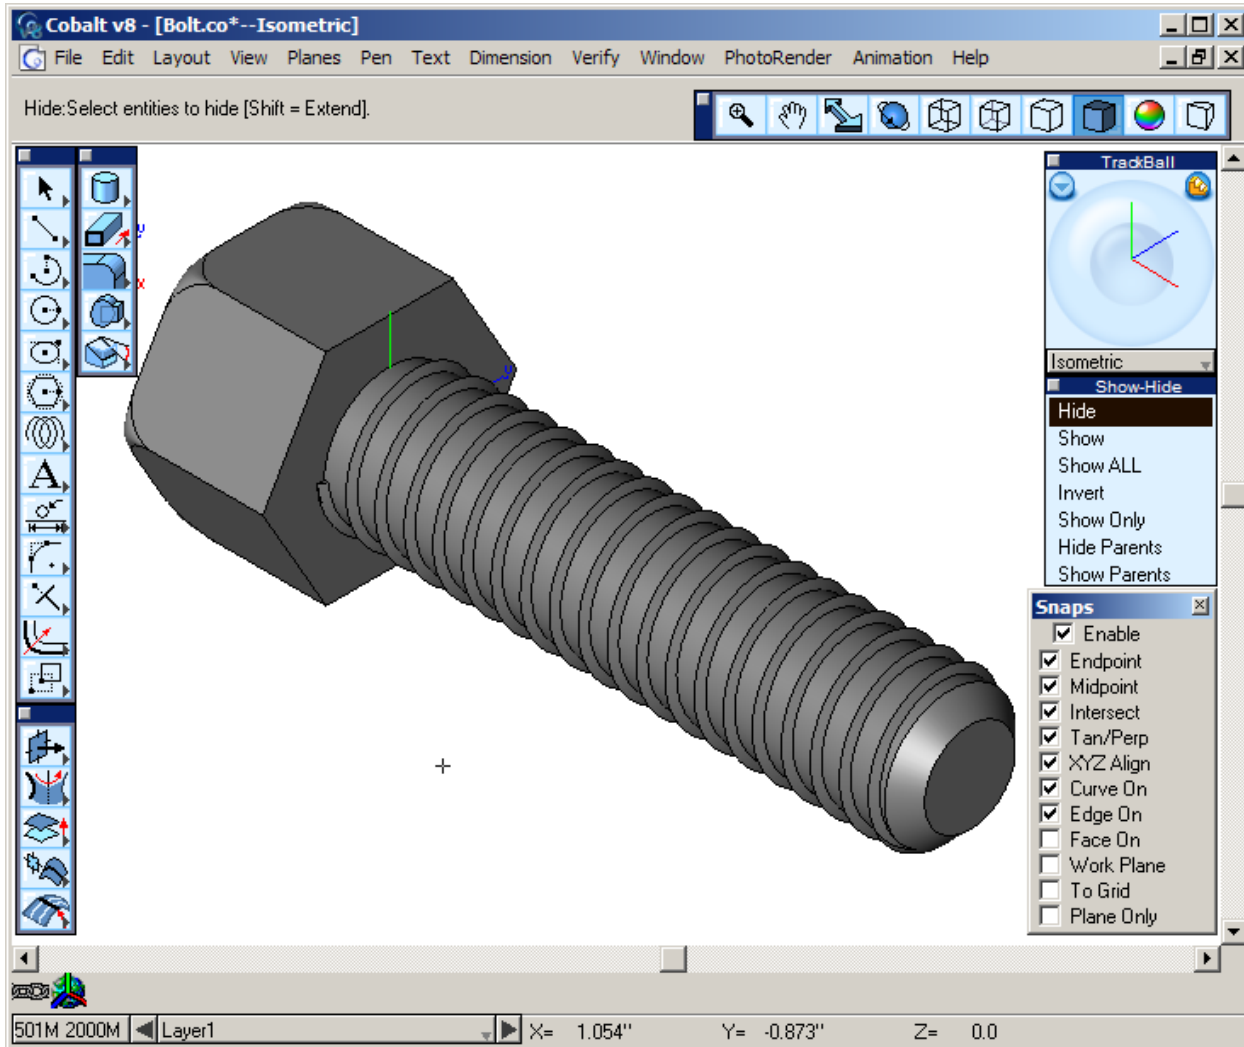 Cobalt v8 - [Bolt.co*--Isometric]
File Edit Layout View Planes Pen Text Dimension Verify Window PhotoRender Animation Help
Hide:Select entities to hide [Shift = Extend].
TrackBall
y
x
y
Isometric
Show-Hide
Hide
Show
Show ALL
Invert
Show Only
Hide Parents
Show Parents
Snaps
Enable
Endpoint
Midpoint
Intersect
Tan/Perp
XYZ Align
Curve On
Edge On
Face On
Work Plane
To Grid
Plane Only
A
501M 2000M Layer1 X= 1.054" Y= -0.873" Z= 0.0